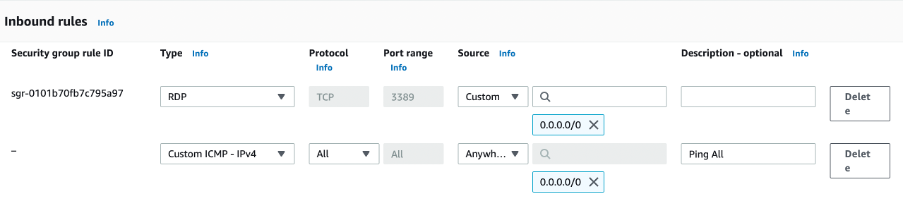 Inbound rules Info
Security group rule ID Type Info Protocol Info Port range Info Source Info Description - optional Info
sgr-0101b70fb7c795a97 RDP TCP 3389 Custom Delete
0.0.0.0/0
– Custom ICMP - IPv4 All All Anywh... Ping All Delete
0.0.0.0/0